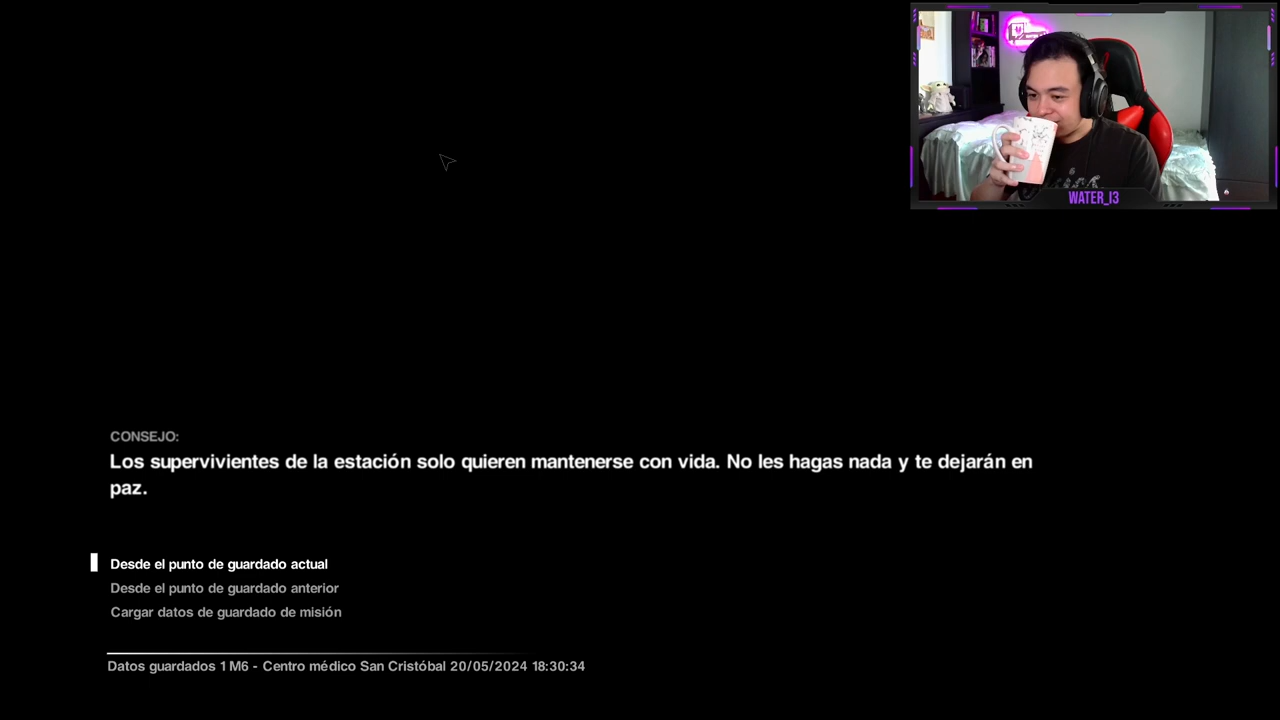 WATER_I3
CONSEJO:
Los supervivientes de la estación solo quieren mantenerse con vida. No les hagas nada y te dejarán en
paz.
Desde el punto de guardado actual
Desde el punto de guardado anterior
Cargar datos de guardado de misión
Datos guardados 1 M6 - Centro médico San Cristóbal 20/05/2024 18:30:34